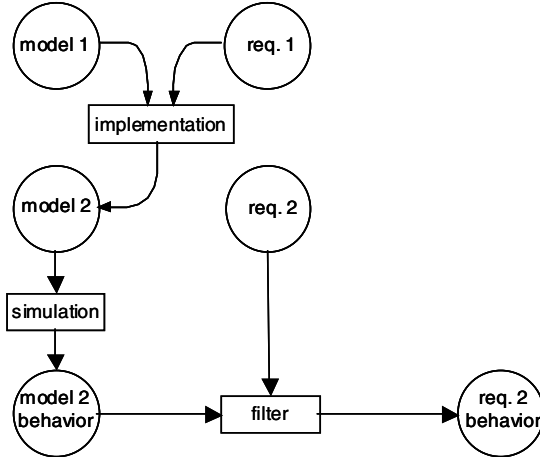 model 1
req. 1
implementation
model 2
req. 2
simulation
model 2
behavior
filter
req. 2
behavior